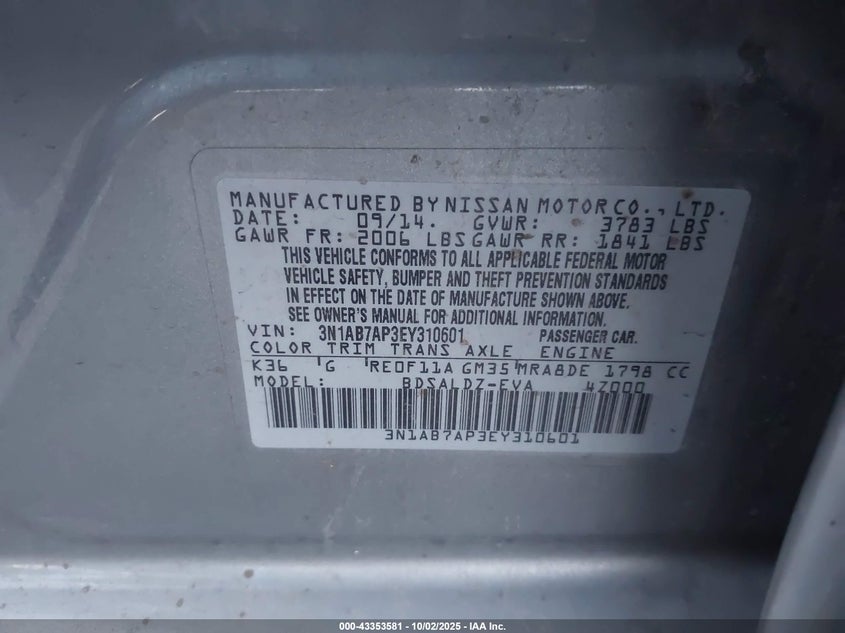 MANUFACTURED BY NISSAN MOTOR CO., LTD.
DATE: 09/14. GVWR: 3783 LBS
GAWR FR: 2006 LBS GAWR RR: 1841 LBS
THIS VEHICLE CONFORMS TO ALL APPLICABLE FEDERAL MOTOR
VEHICLE SAFETY, BUMPER AND THEFT PREVENTION STANDARDS
IN EFFECT ON THE DATE OF MANUFACTURE SHOWN ABOVE.
SEE OWNER'S MANUAL FOR ADDITIONAL INFORMATION.
VIN: 3N1AB7AP3EY310601 PASSENGER CAR.
COLOR TRIM TRANS AXLE ENGINE
K36 G RE0F11A GM35 MRA8DE 1798 CC
MODEL: BDSALDZ-EVA 4Z000
3N1AB7AP3EY310601
000-43353581 - 10/02/2025 - IAA Inc.